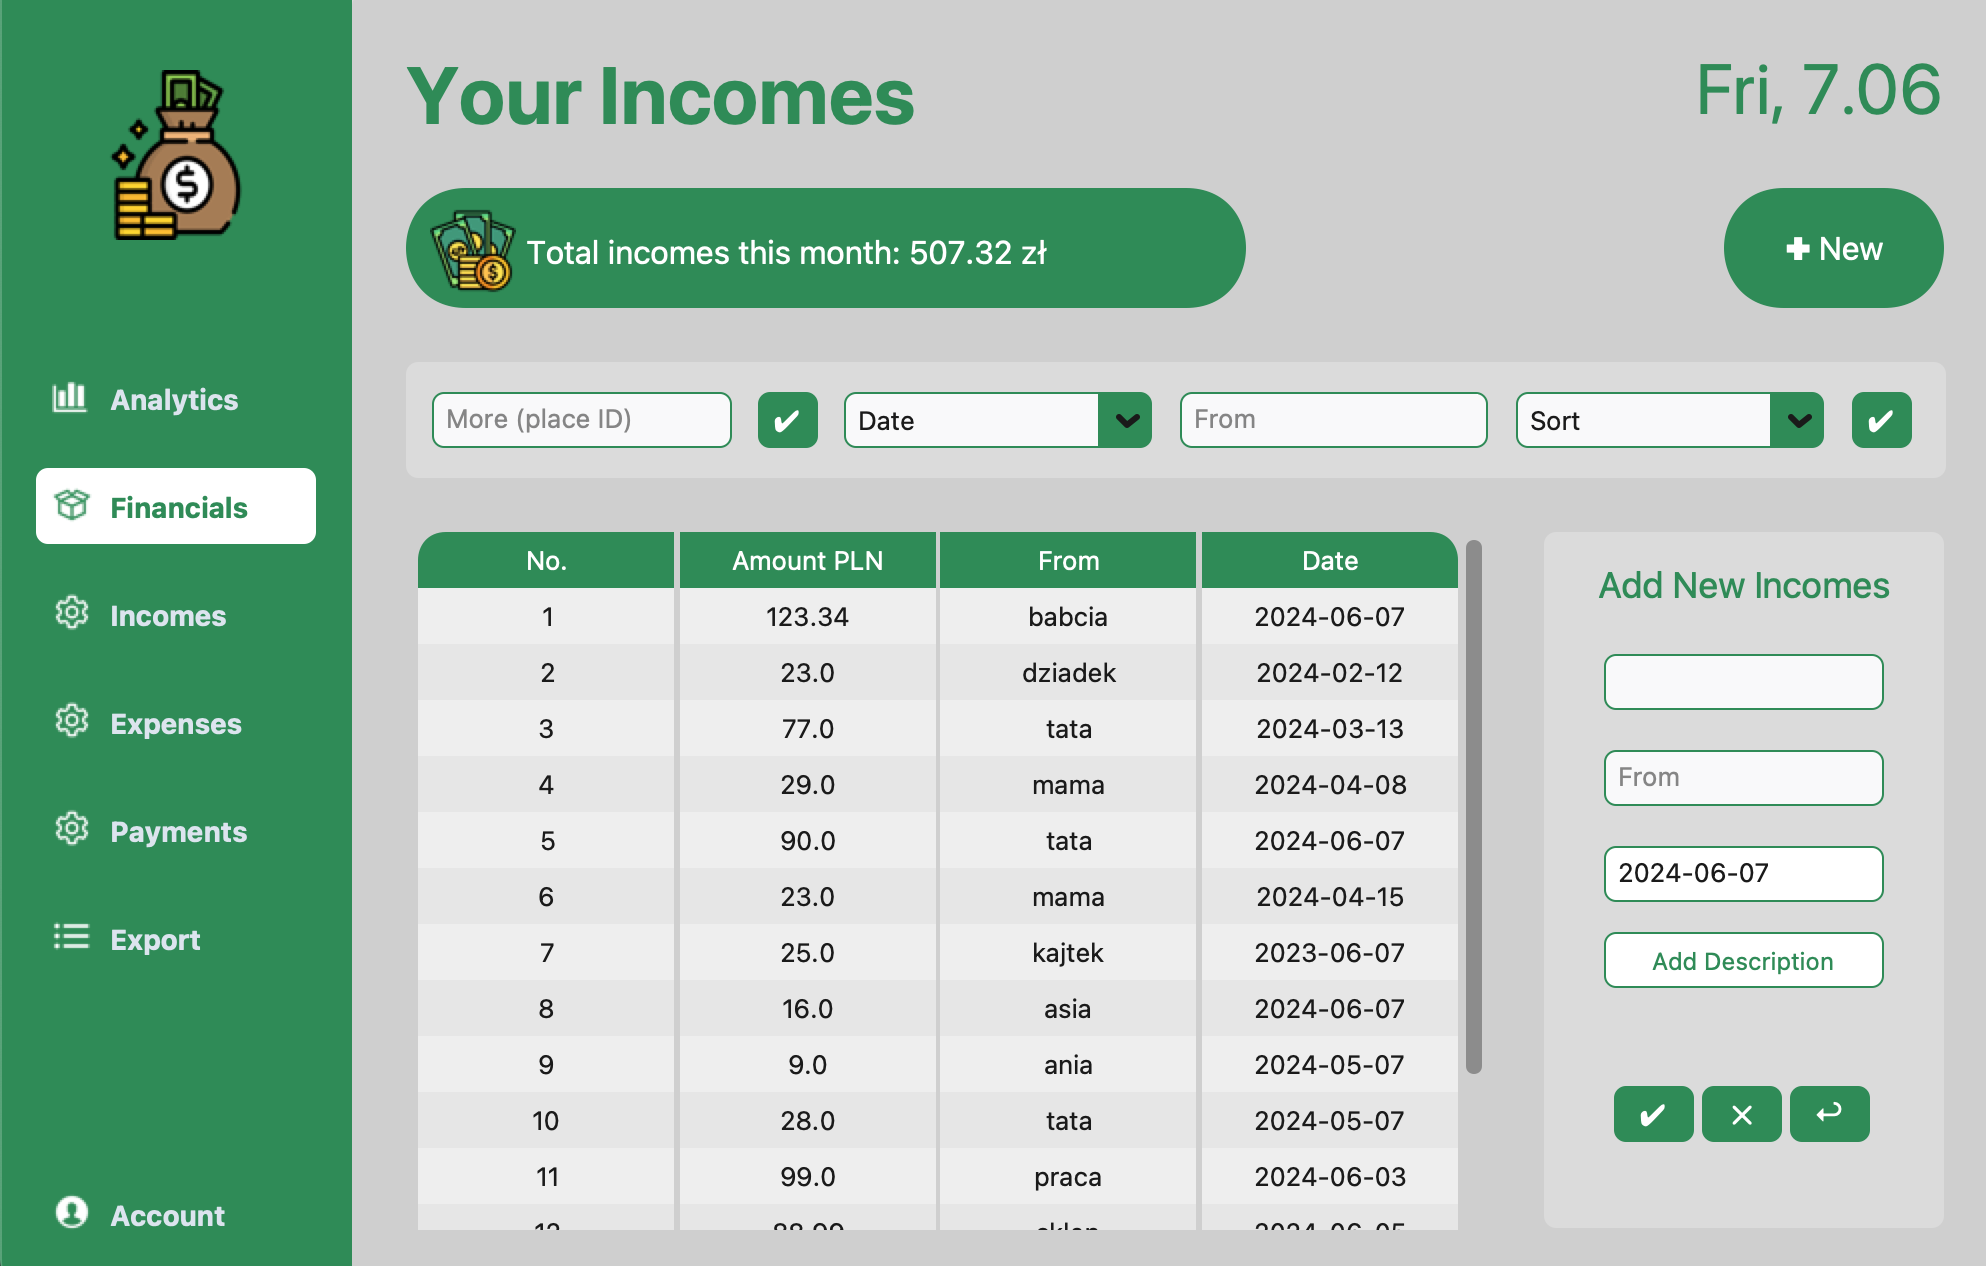 Your Incomes
Fri, 7.06
Total incomes this month: 507.32 zł
New
Analytics
Financials
Incomes
Expenses
Payments
Export
Account
More (place ID)
Date
From
Sort
No. Amount PLN From Date
1 123.34 babcia 2024-06-07
2 23.0 dziadek 2024-02-12
3 77.0 tata 2024-03-13
4 29.0 mama 2024-04-08
5 90.0 tata 2024-06-07
6 23.0 mama 2024-04-15
7 25.0 kajtek 2023-06-07
8 16.0 asia 2024-06-07
9 9.0 ania 2024-05-07
10 28.0 tata 2024-05-07
11 99.0 praca 2024-06-03
Add New Incomes
From
2024-06-07
Add Description